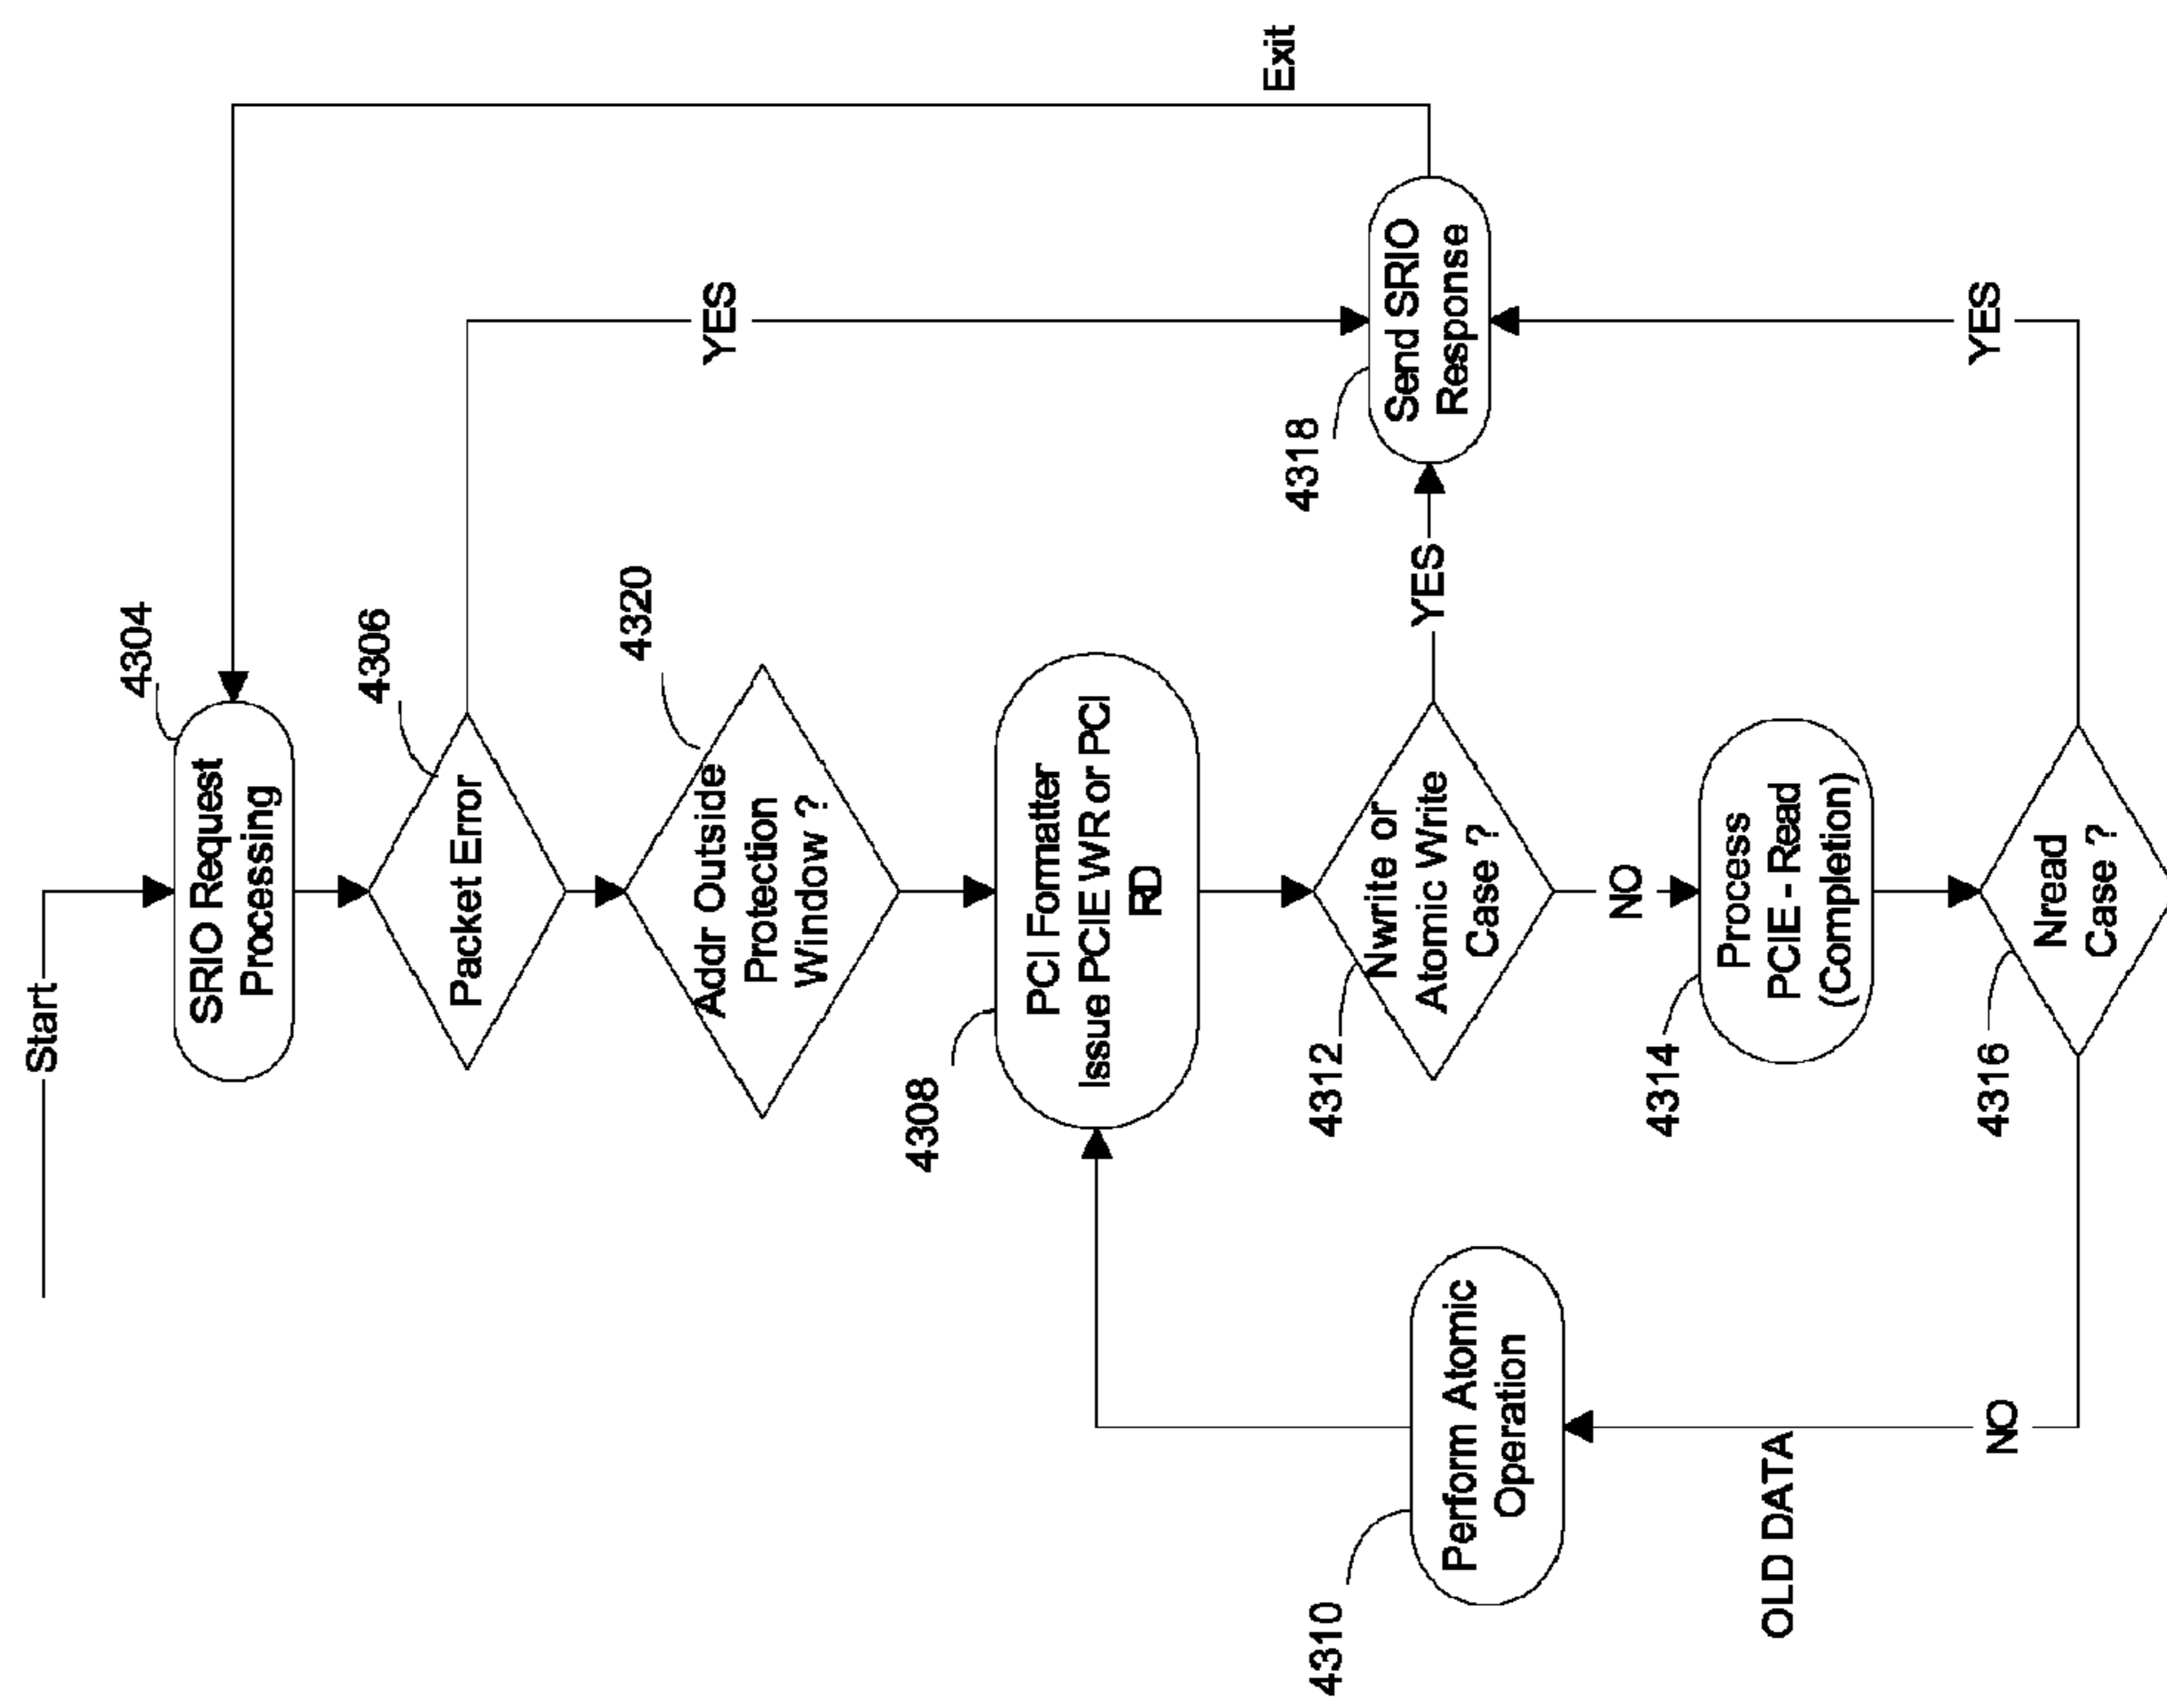 Start
4304
SRIO Request
Processing
4306
Packet Error
YES
4320
Addr Outside
Protection
Window ?
4308
PCI Formatter
Issue PCIE WR or PCI
RD
4312
Nwrite or
Atomic Write
Case ?
YES
4318
Send SRIO
Response
Exit
NO
4314
Process
PCIE - Read
(Completion)
4316
Nread
Case ?
YES
NO
OLD DATA
4310
Perform Atomic
Operation